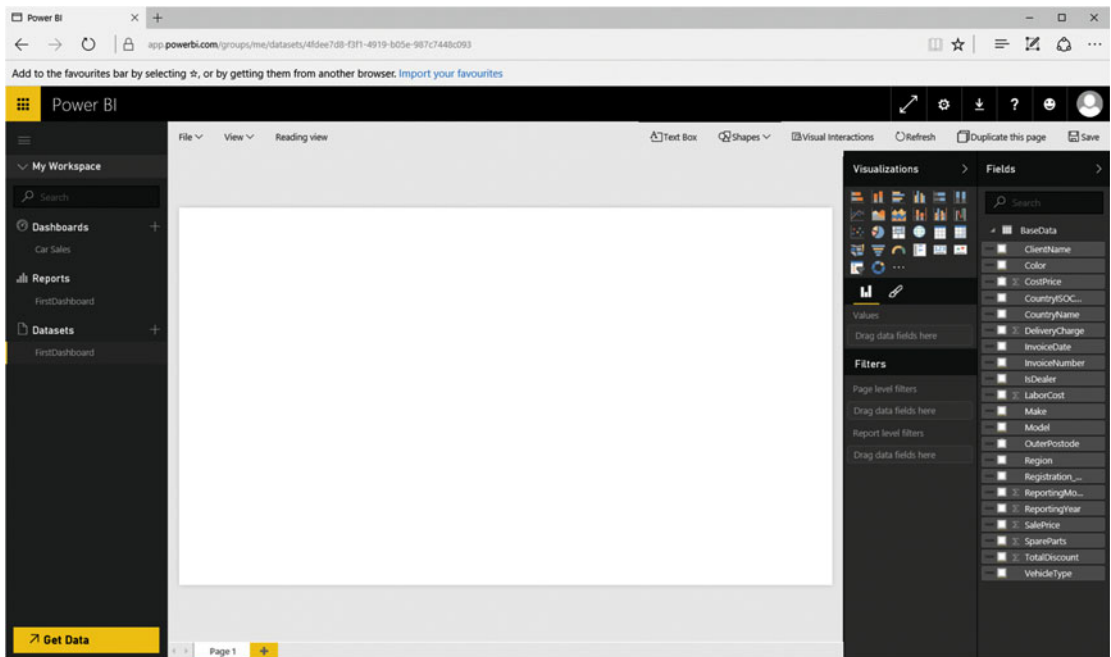 Power BI
app.powerbi.com/groups/me/datasets/4fdee7d8-f3f1-4919-b05e-987c7448c093
Add to the favourites bar by selecting ☆, or by getting them from another browser. Import your favourites
Power BI
?
File View Reading view Text Box Shapes Visual Interactions Refresh Duplicate this page Save
My Workspace
Search
Dashboards +
Car Sales
Reports
FirstDashboard
Datasets +
FirstDashboard
Get Data
Page 1 +
Visualizations >
Values
Drag data fields here
Filters
Page level filters
Drag data fields here
Report level filters
Drag data fields here
Fields >
Search
BaseData
ClientName
Color
Σ CostPrice
CountryISOC...
CountryName
Σ DeliveryCharge
InvoiceDate
InvoiceNumber
IsDealer
Σ LaborCost
Make
Model
OuterPostode
Region
Registration_...
Σ ReportingMo...
Σ ReportingYear
Σ SalePrice
Σ SpareParts
Σ TotalDiscount
VehicleType